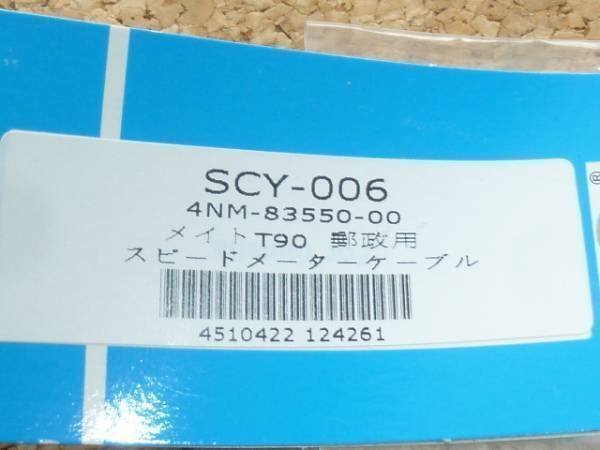 SCY-006
4NM-83550-00
メイトT90 郵政用
スピードメーターケーブル
4510422 124261
®